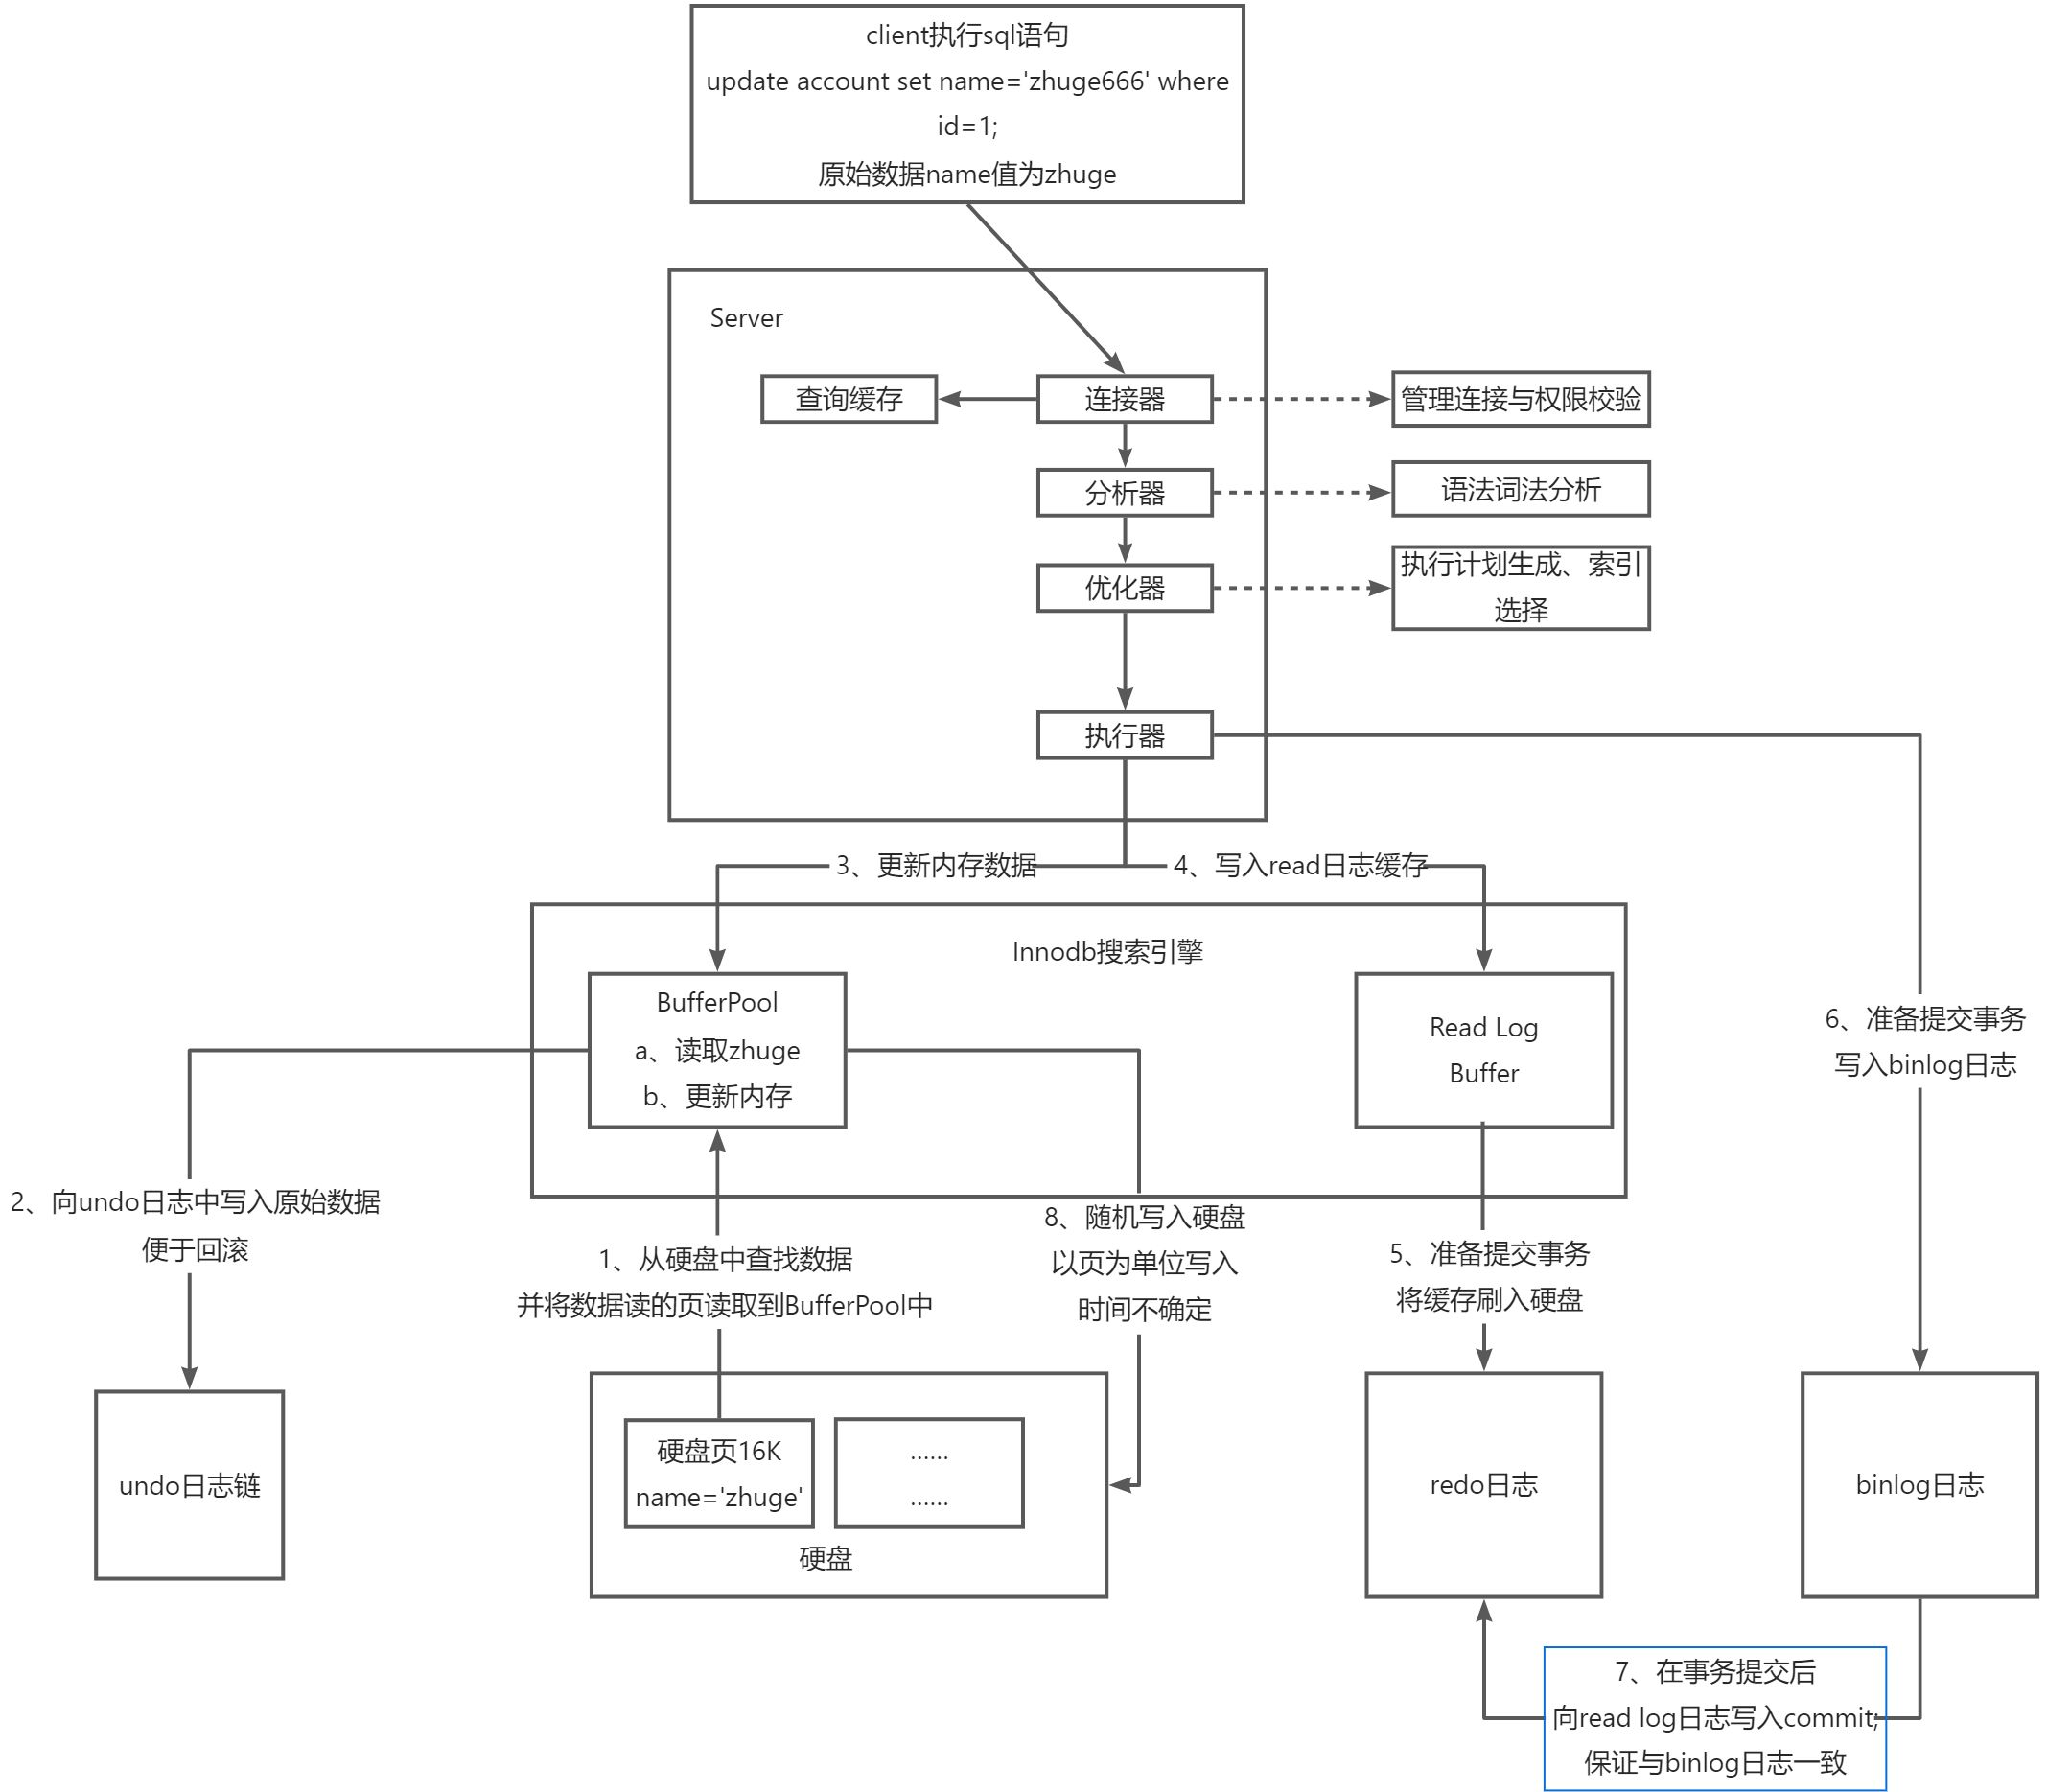 client执行sql语句
update account set name='zhuge666' where
id=1;
原始数据name值为zhuge
Server
查询缓存
连接器
管理连接与权限校验
分析器
语法词法分析
优化器
执行计划生成、索引
选择
执行器
3、更新内存数据
4、写入read日志缓存
Innodb搜索引擎
BufferPool
a、读取zhuge
b、更新内存
Read Log
Buffer
6、准备提交事务
写入binlog日志
2、向undo日志中写入原始数据
便于回滚
1、从硬盘中查找数据
并将数据读的页读取到BufferPool中
8、随机写入硬盘
以页为单位写入
时间不确定
5、准备提交事务
将缓存刷入硬盘
undo日志链
硬盘页16K
name='zhuge'
......
......
硬盘
redo日志
binlog日志
7、在事务提交后
向read log日志写入commit;
保证与binlog日志一致